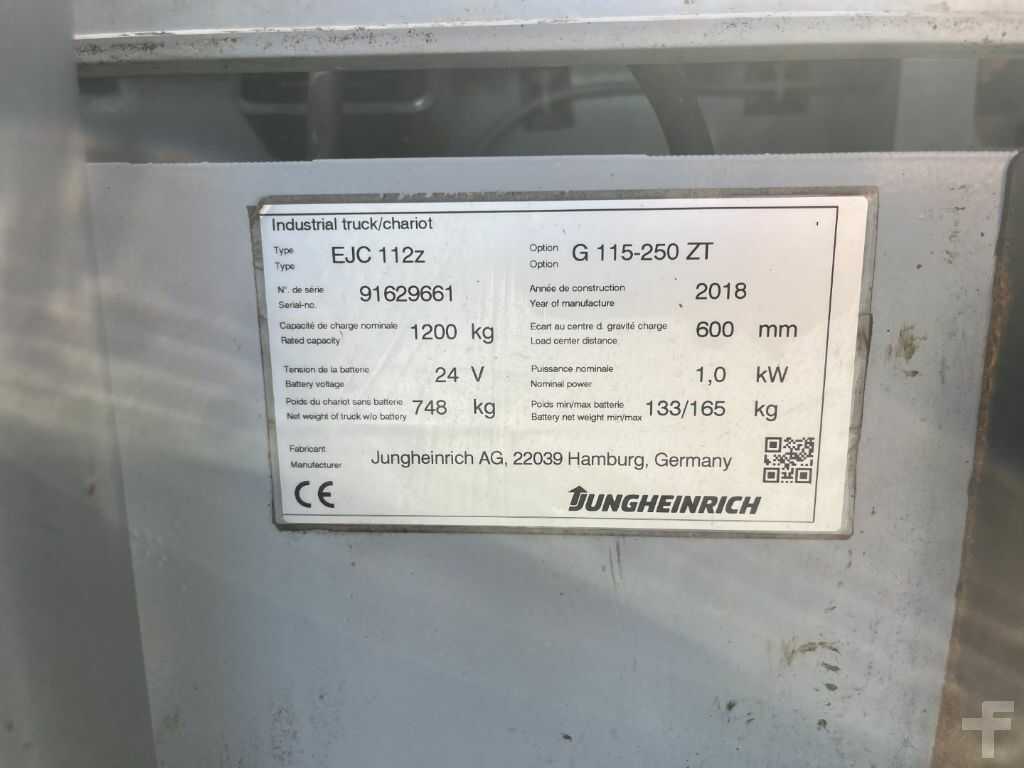 Industrial truck/chariot
Type
Type
EJC 112z
Option
Option
G 115-250 ZT
N°. de série
Serial-no.
91629661
Année de construction
Year of manufacture
2018
Capacité de charge nominale
Rated capacity
1200 kg
Ecart au centre d. gravité charge
Load center distance
600 mm
Tension de la batterie
Battery voltage
24 V
Puissance nominale
Nominal power
1,0 kW
Poids du chariot sans batterie
Net weight of truck w/o battery
748 kg
Poids min/max batterie
Battery net weight min/max
133/165 kg
Fabricant
Manufacturer
Jungheinrich AG, 22039 Hamburg, Germany
CE
JUNGHEINRICH